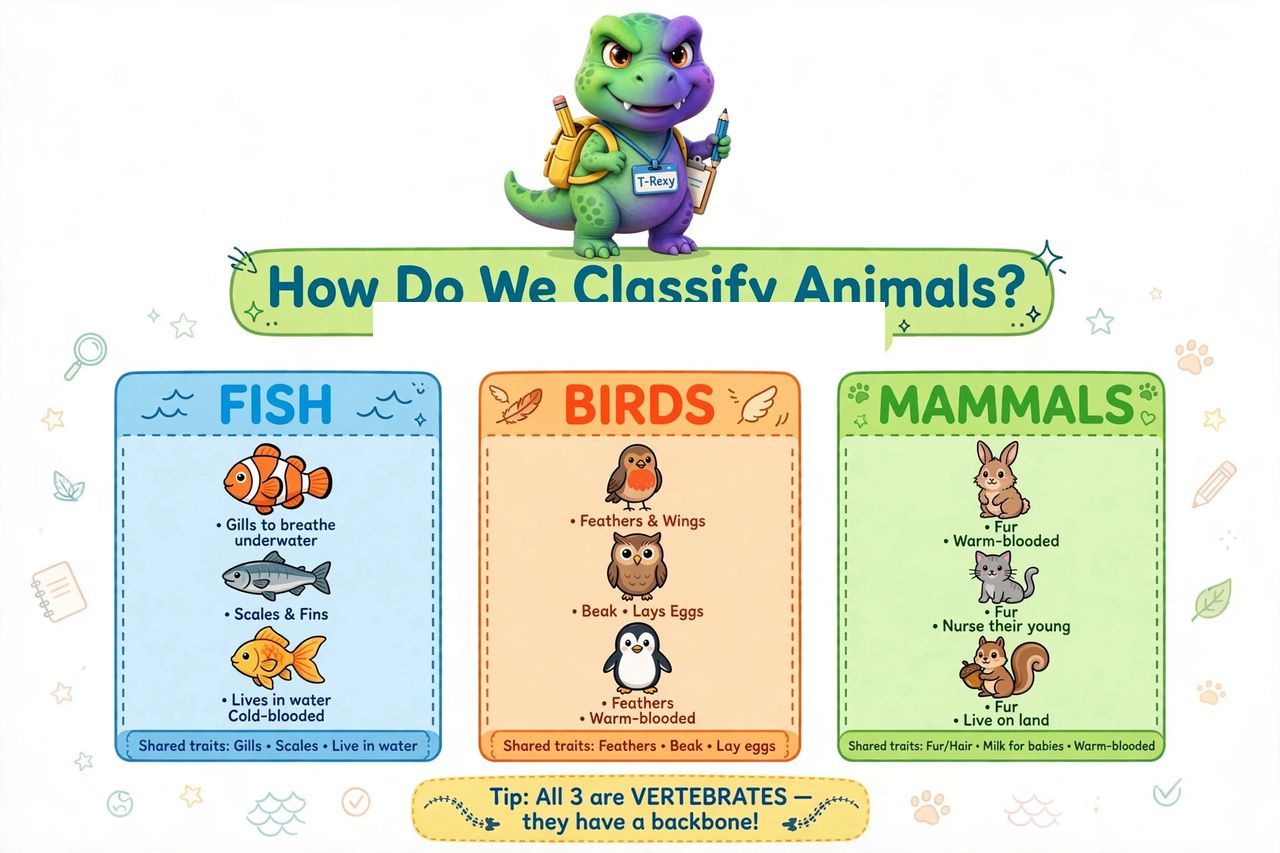 T-Rexy
How Do We Classify Animals?
FISH
• Gills to breathe
underwater
• Scales & Fins
• Lives in water
Cold-blooded
Shared traits: Gills • Scales • Live in water
BIRDS
• Feathers & Wings
• Beak • Lays Eggs
• Feathers
• Warm-blooded
Shared traits: Feathers • Beak • Lay eggs
MAMMALS
• Fur
• Warm-blooded
• Fur
• Nurse their young
• Fur
• Live on land
Shared traits: Fur/Hair • Milk for babies • Warm-blooded
Tip: All 3 are VERTEBRATES —
they have a backbone!